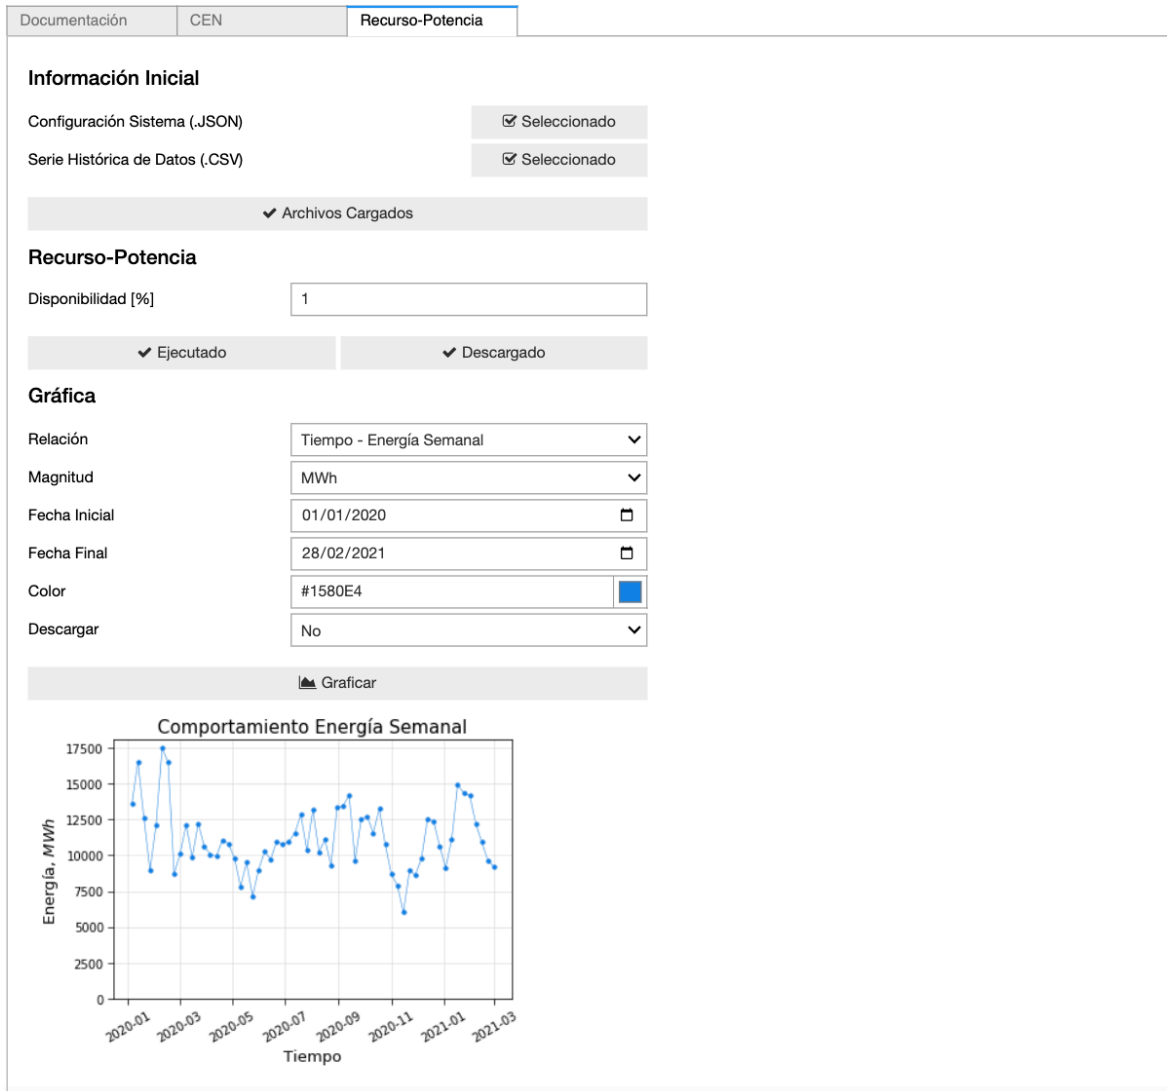 Documentación CEN Recurso-Potencia
Información Inicial
Configuración Sistema (.JSON) Seleccionado
Serie Histórica de Datos (.CSV) Seleccionado
Archivos Cargados
Recurso-Potencia
Disponibilidad [%] 1
Ejecutado Descargado
Gráfica
Relación Tiempo - Energía Semanal
Magnitud MWh
Fecha Inicial 01/01/2020
Fecha Final 28/02/2021
Color #1580E4
Descargar No
Graficar
Comportamiento Energía Semanal
Energía, MWh
17500
15000
12500
10000
7500
5000
2500
0
2020-01 2020-03 2020-05 2020-07 2020-09 2020-11 2021-01 2021-03
Tiempo